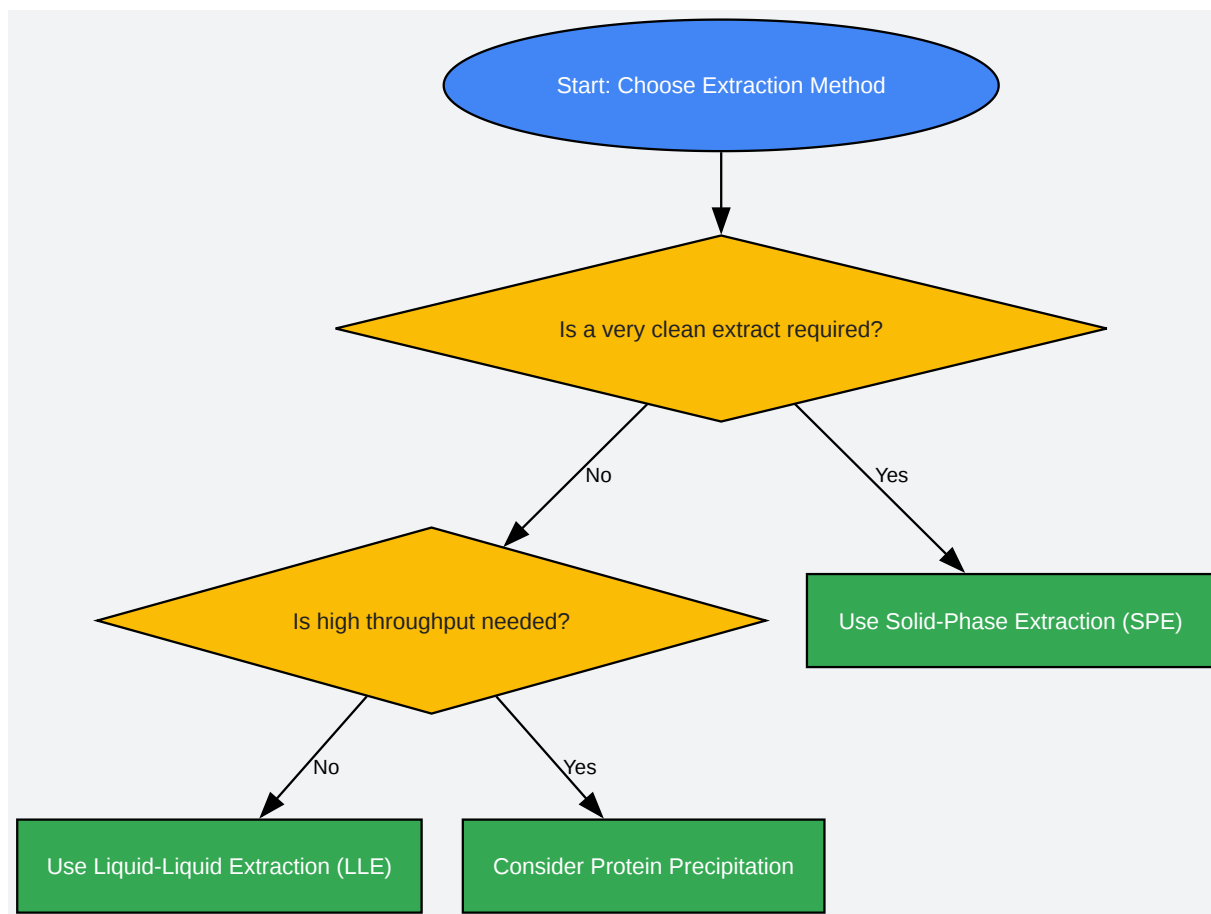 Start: Choose Extraction Method
Is a very clean extract required?
No
Yes
Is high throughput needed?
Use Solid-Phase Extraction (SPE)
No
Yes
Use Liquid-Liquid Extraction (LLE)
Consider Protein Precipitation